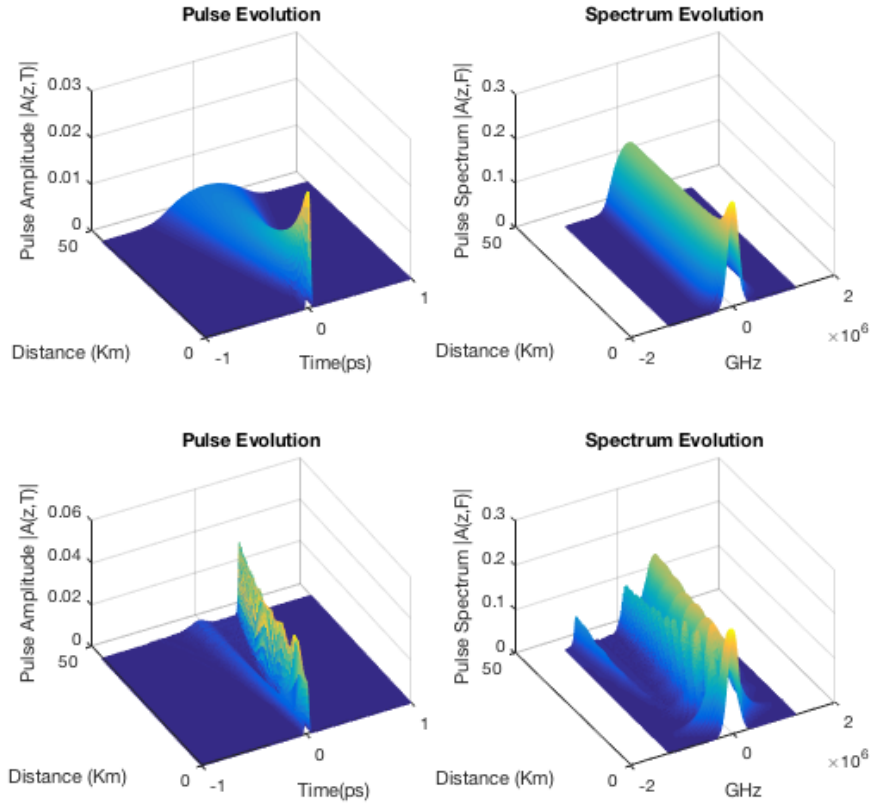 Pulse Evolution
Pulse Amplitude |A(z,T)|
0.03
0.02
0.01
0
50
Distance (Km)
0
-1
0
1
Time(ps)
Spectrum Evolution
Pulse Spectrum |A(z,F)|
0.3
0.2
0.1
0
50
Distance (Km)
0
-2
0
2
×10^6
GHz
Pulse Evolution
Pulse Amplitude |A(z,T)|
0.06
0.04
0.02
0
50
Distance (Km)
0
-1
0
1
Time(ps)
Spectrum Evolution
Pulse Spectrum |A(z,F)|
0.3
0.2
0.1
0
50
Distance (Km)
0
-2
0
2
×10^6
GHz